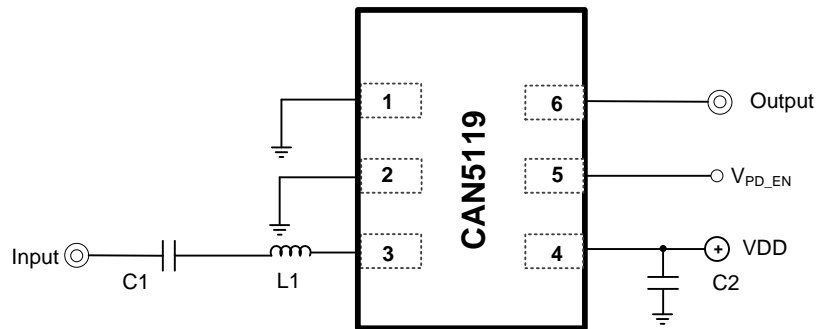 1
6
Output
2
5
V_PD_EN
CAN5119
Input
C1
L1
3
4
VDD
C2